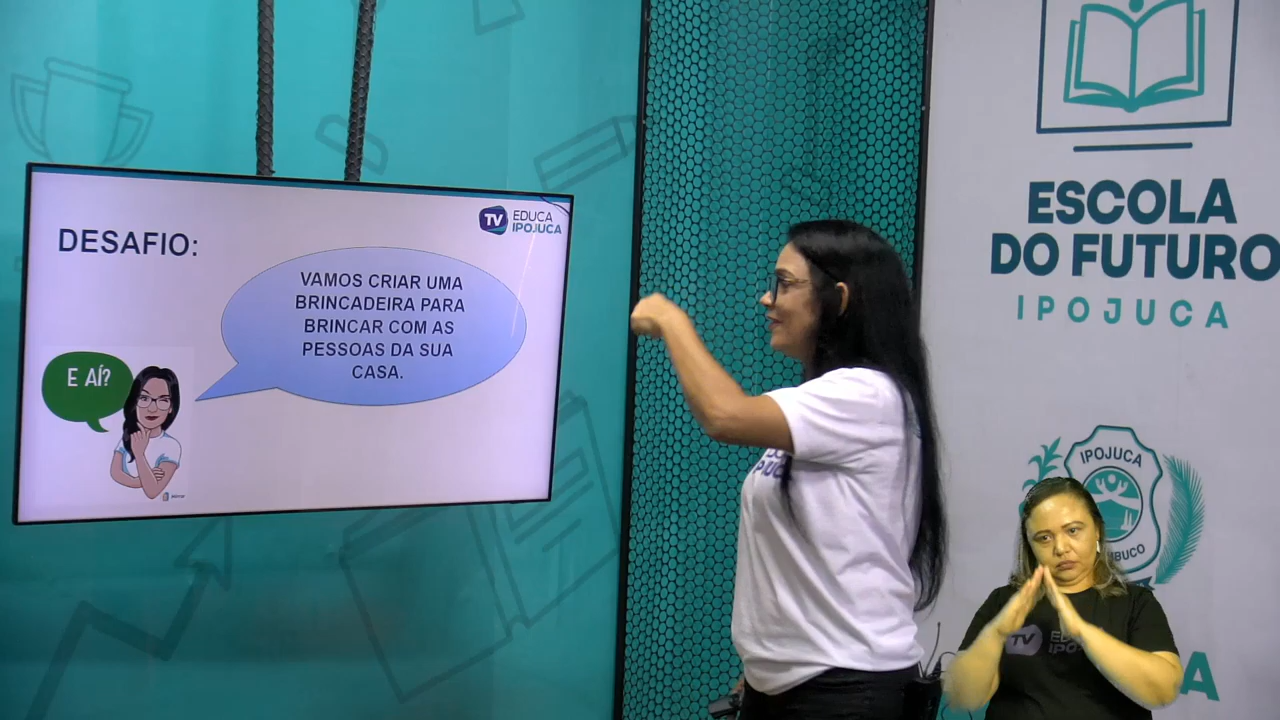 DESAFIO:
TV EDUCA
IPOJUCA
VAMOS CRIAR UMA
BRINCADEIRA PARA
BRINCAR COM AS
PESSOAS DA SUA
CASA.
E AÍ?
ESCOLA
DO FUTURO
IPOJUCA
IPOJUCA
TV